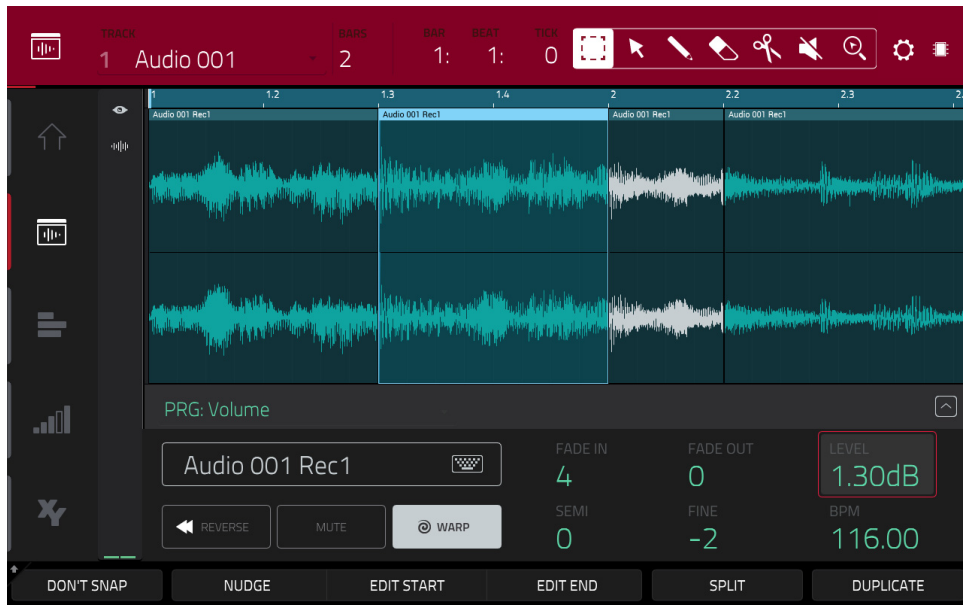 TRACK BARS BAR BEAT TICK
1 Audio 001 2 1: 1: 0
1 1.2 1.3 1.4 2 2.2 2.3 2.
Audio 001 Rec1 Audio 001 Rec1 Audio 001 Rec1 Audio 001 Rec1
PRG: Volume
FADE IN FADE OUT LEVEL
Audio 001 Rec1 4 0 1.30dB
SEMI FINE BPM
REVERSE MUTE WARP 0 -2 116.00
XY
DON'T SNAP NUDGE EDIT START EDIT END SPLIT DUPLICATE